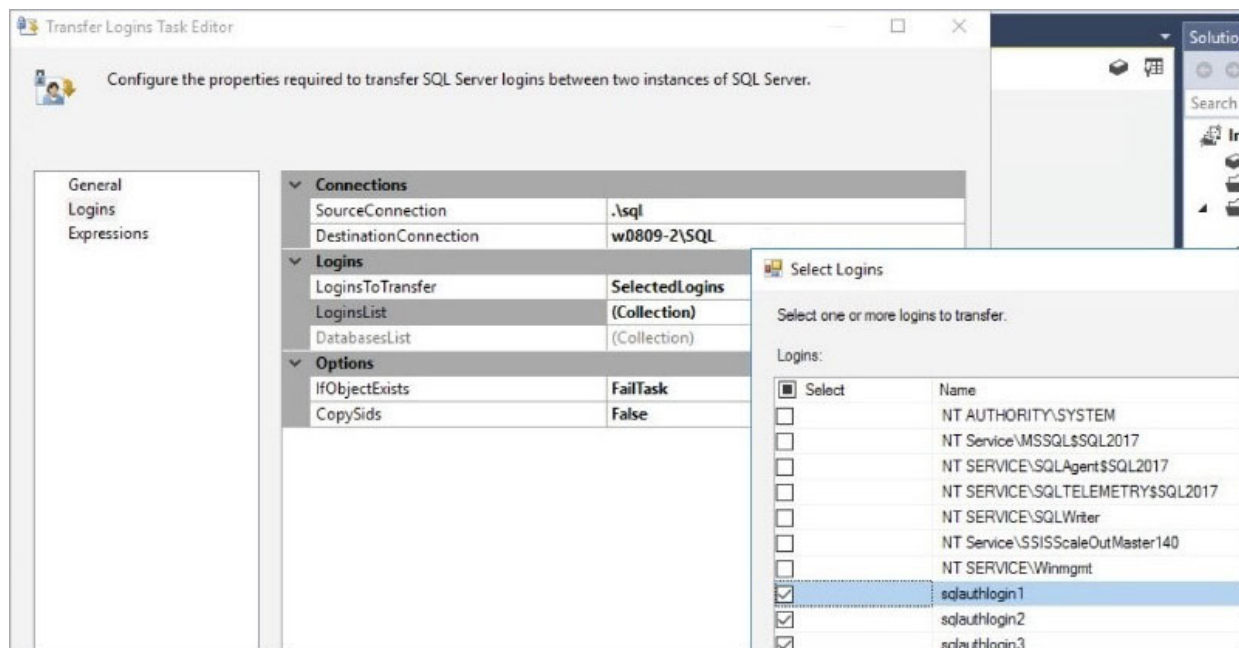 Transfer Logins Task Editor
Solutio
Configure the properties required to transfer SQL Server logins between two instances of SQL Server.
Search
General
Logins
Expressions
Connections
SourceConnection .\sql
DestinationConnection w0809-2\SQL
Logins
LoginsToTransfer SelectedLogins
LoginsList (Collection)
DatabasesList (Collection)
Options
IfObjectExists FailTask
CopySids False
Select Logins
Select one or more logins to transfer.
Logins:
Select Name
NT AUTHORITY\SYSTEM
NT Service\MSSQL$SQL2017
NT SERVICE\SQLAgent$SQL2017
NT SERVICE\SQLTELEMETRY$SQL2017
NT SERVICE\SQLWriter
NT Service\SSISScaleOutMaster140
NT SERVICE\Winmgmt
sqlauthlogin1
sqlauthlogin2
sqlauthlogin3